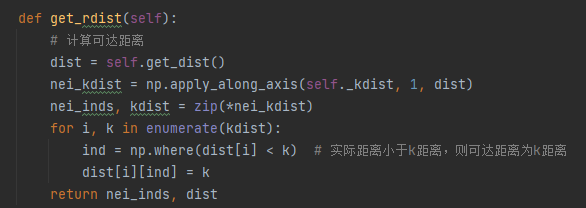 def get_rdist(self):
    # 计算可达距离
    dist = self.get_dist()
    nei_kdist = np.apply_along_axis(self._kdist, 1, dist)
    nei_inds, kdist = zip(*nei_kdist)
    for i, k in enumerate(kdist):
        ind = np.where(dist[i] < k)  # 实际距离小于k距离，则可达距离为k距离
        dist[i][ind] = k
    return nei_inds, dist